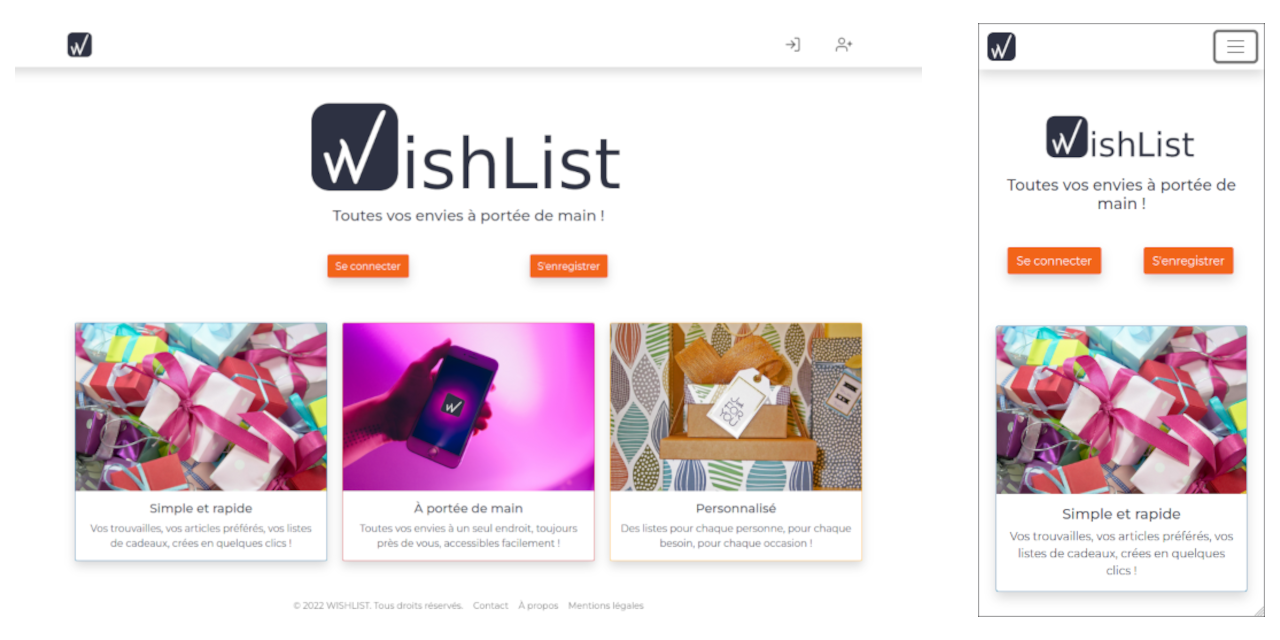 W
WishList
Toutes vos envies à portée de main !
Se connecter
S'enregistrer
W
Simple et rapide
Vos trouvailles, vos articles préférés, vos listes
de cadeaux, crées en quelques clics !
À portée de main
Toutes vos envies à un seul endroit, toujours
près de vous, accessibles facilement !
Personnalisé
Des listes pour chaque personne, pour chaque
besoin, pour chaque occasion !
© 2022 WISHLIST. Tous droits réservés. Contact À propos Mentions légales
W
WishList
Toutes vos envies à portée de
main !
Se connecter
S'enregistrer
Simple et rapide
Vos trouvailles, vos articles préférés, vos
listes de cadeaux, crées en quelques
clics !